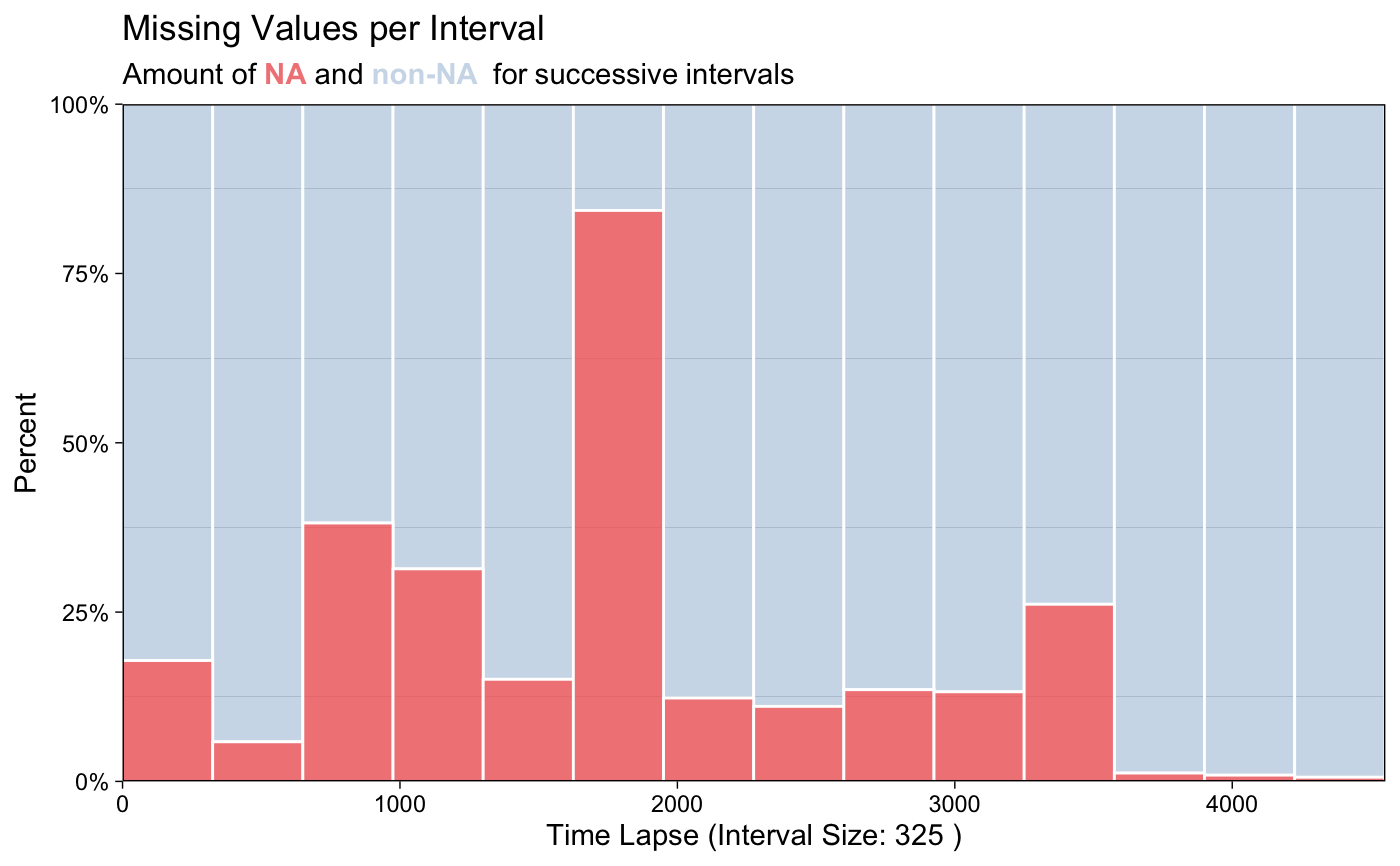 Missing Values per Interval
Amount of NA and non-NA for successive intervals
100%
75%
50%
25%
0%
Percent
0 1000 2000 3000 4000
Time Lapse (Interval Size: 325 )